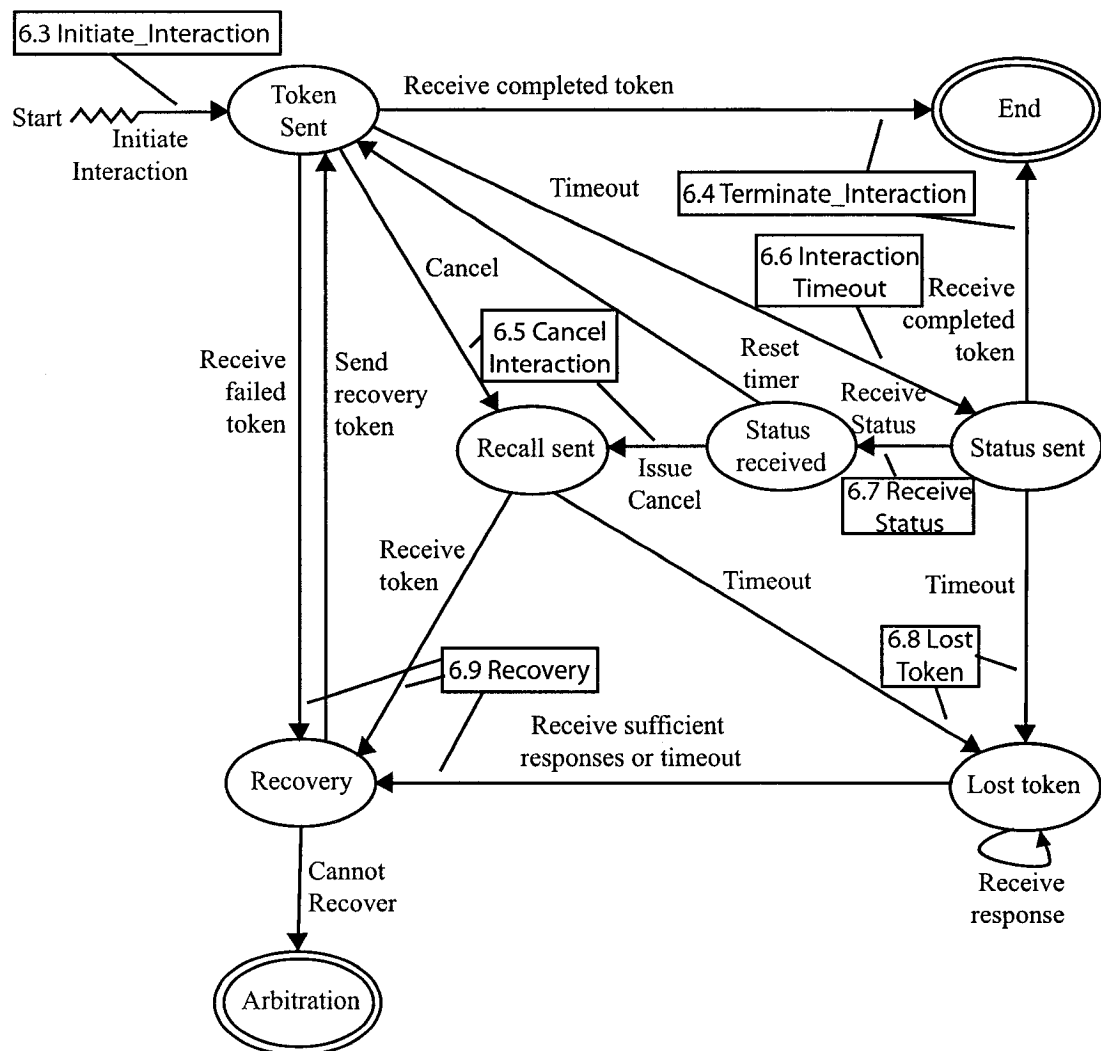 6.3 Initiate_Interaction
Start
Initiate
Interaction
Token
Sent
Receive completed token
End
Timeout
6.4 Terminate_Interaction
Cancel
6.6 Interaction
Timeout
Receive
completed
token
6.5 Cancel
Interaction
Receive
failed
token
Send
recovery
token
Reset
timer
Receive
Status
Recall sent
Issue
Cancel
Status
received
Status sent
6.7 Receive
Status
Receive
token
Timeout
Timeout
6.8 Lost
Token
6.9 Recovery
Receive sufficient
responses or timeout
Recovery
Lost token
Cannot
Recover
Receive
response
Arbitration